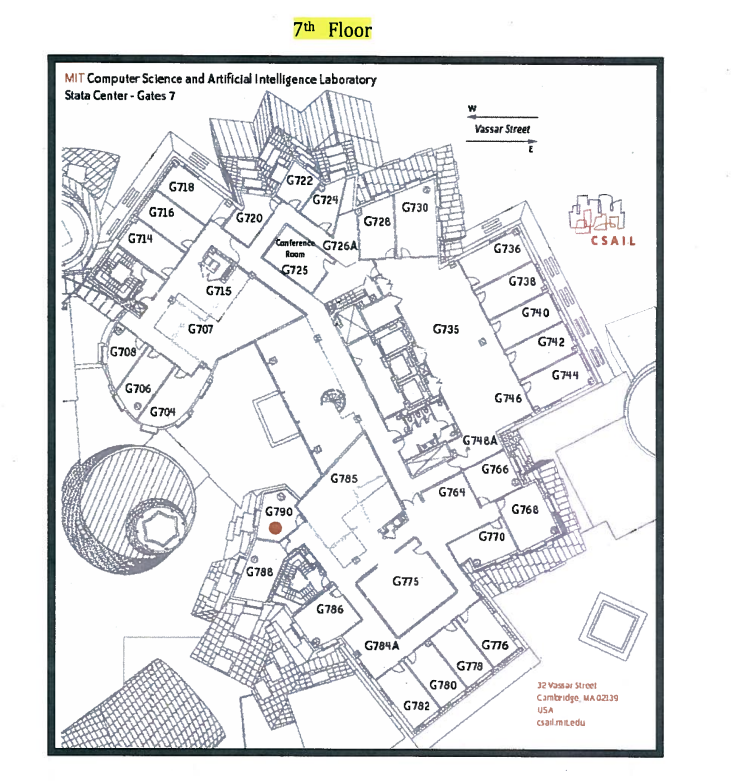 7th Floor
MIT Computer Science and Artificial Intelligence Laboratory
Stata Center - Gates 7
W
Vassar Street
E
CSAIL
G718
G716
G714
G720
G722
G724
G726A
G728
G730
Conference
Room
G725
G715
G707
G708
G706
G704
G735
G736
G738
G740
G742
G744
G746
G748A
G766
G764
G768
G770
G785
G790
G788
G786
G775
G784A
G776
G778
G780
G782
32 Vassar Street
Cambridge, MA 02139
USA
csail.mit.edu